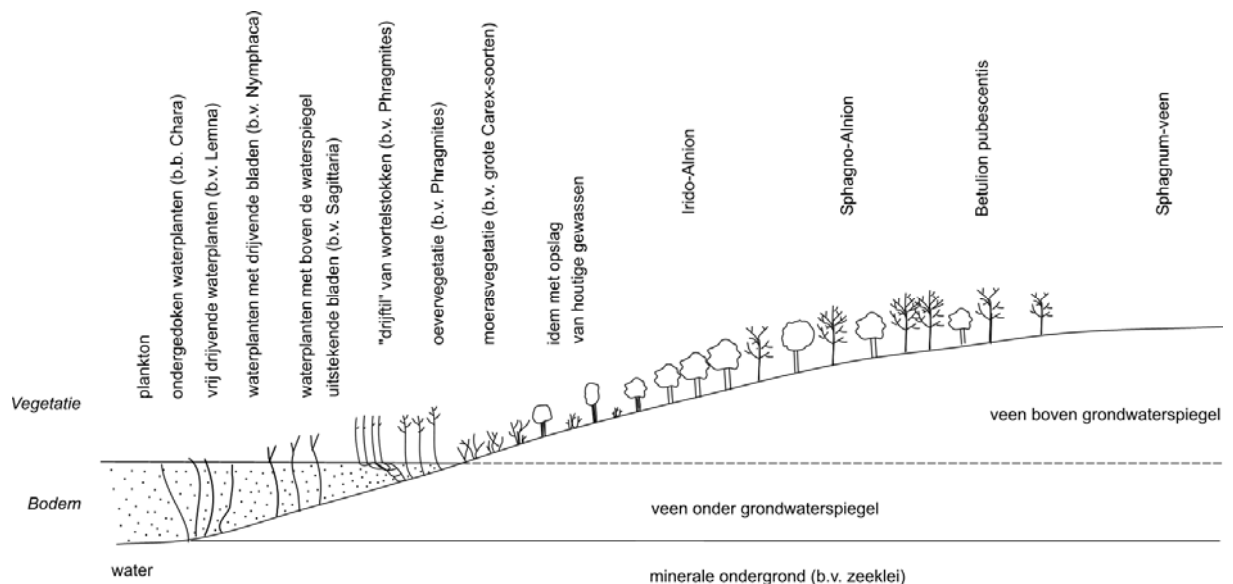 plankton
ondergedoken waterplanten (b.b. Chara)
vrij drijvende waterplanten (b.v. Lemna)
waterplanten met drijvende bladen (b.v. Nymphaca)
waterplanten met boven de waterspiegel
uitstekende bladen (b.v. Sagittaria)
"drijftil" van wortelstokken (b.v. Phragmites)
oevervegetatie (b.v. Phragmites)
moerasvegetatie (b.v. grote Carex-soorten)
idem met opslag
van houtige gewassen
Irido-Alnion
Sphagno-Alnion
Betulion pubescentis
Sphagnum-veen
Vegetatie
veen boven grondwaterspiegel
Bodem
veen onder grondwaterspiegel
water
minerale ondergrond (b.v. zeeklei)